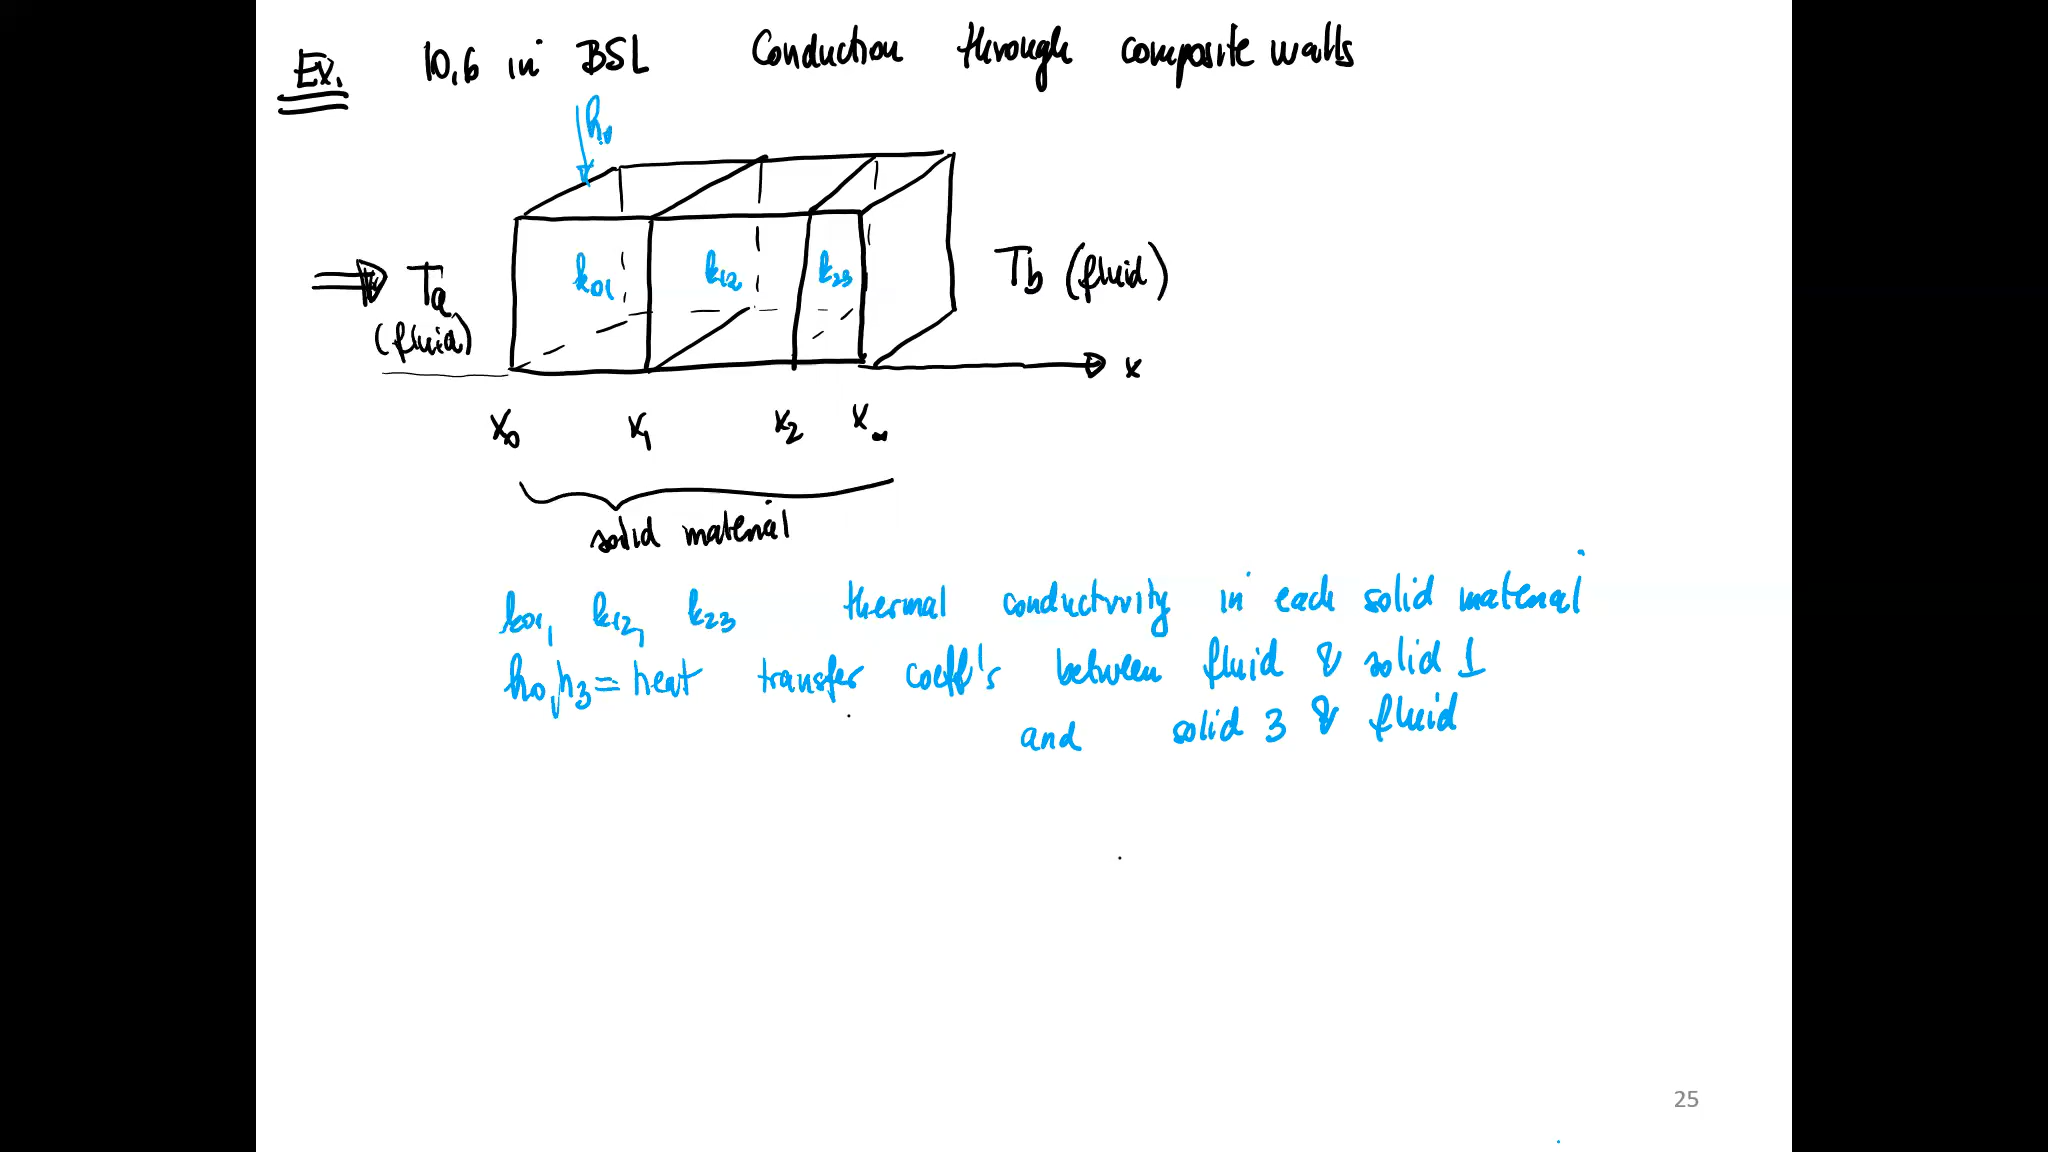 Ex. 10.6 in BSL Conduction through composite walls
h₀
k₀₁ k₁₂ k₂₃
Ta
(fluid)
Tb (fluid)
x
x₀ x₁ x₂
solid material
k₀₁, k₁₂, k₂₃ thermal conductivity in each solid material
h₀, h₃ = heat transfer coeff's between fluid & solid 1
and solid 3 & fluid
25